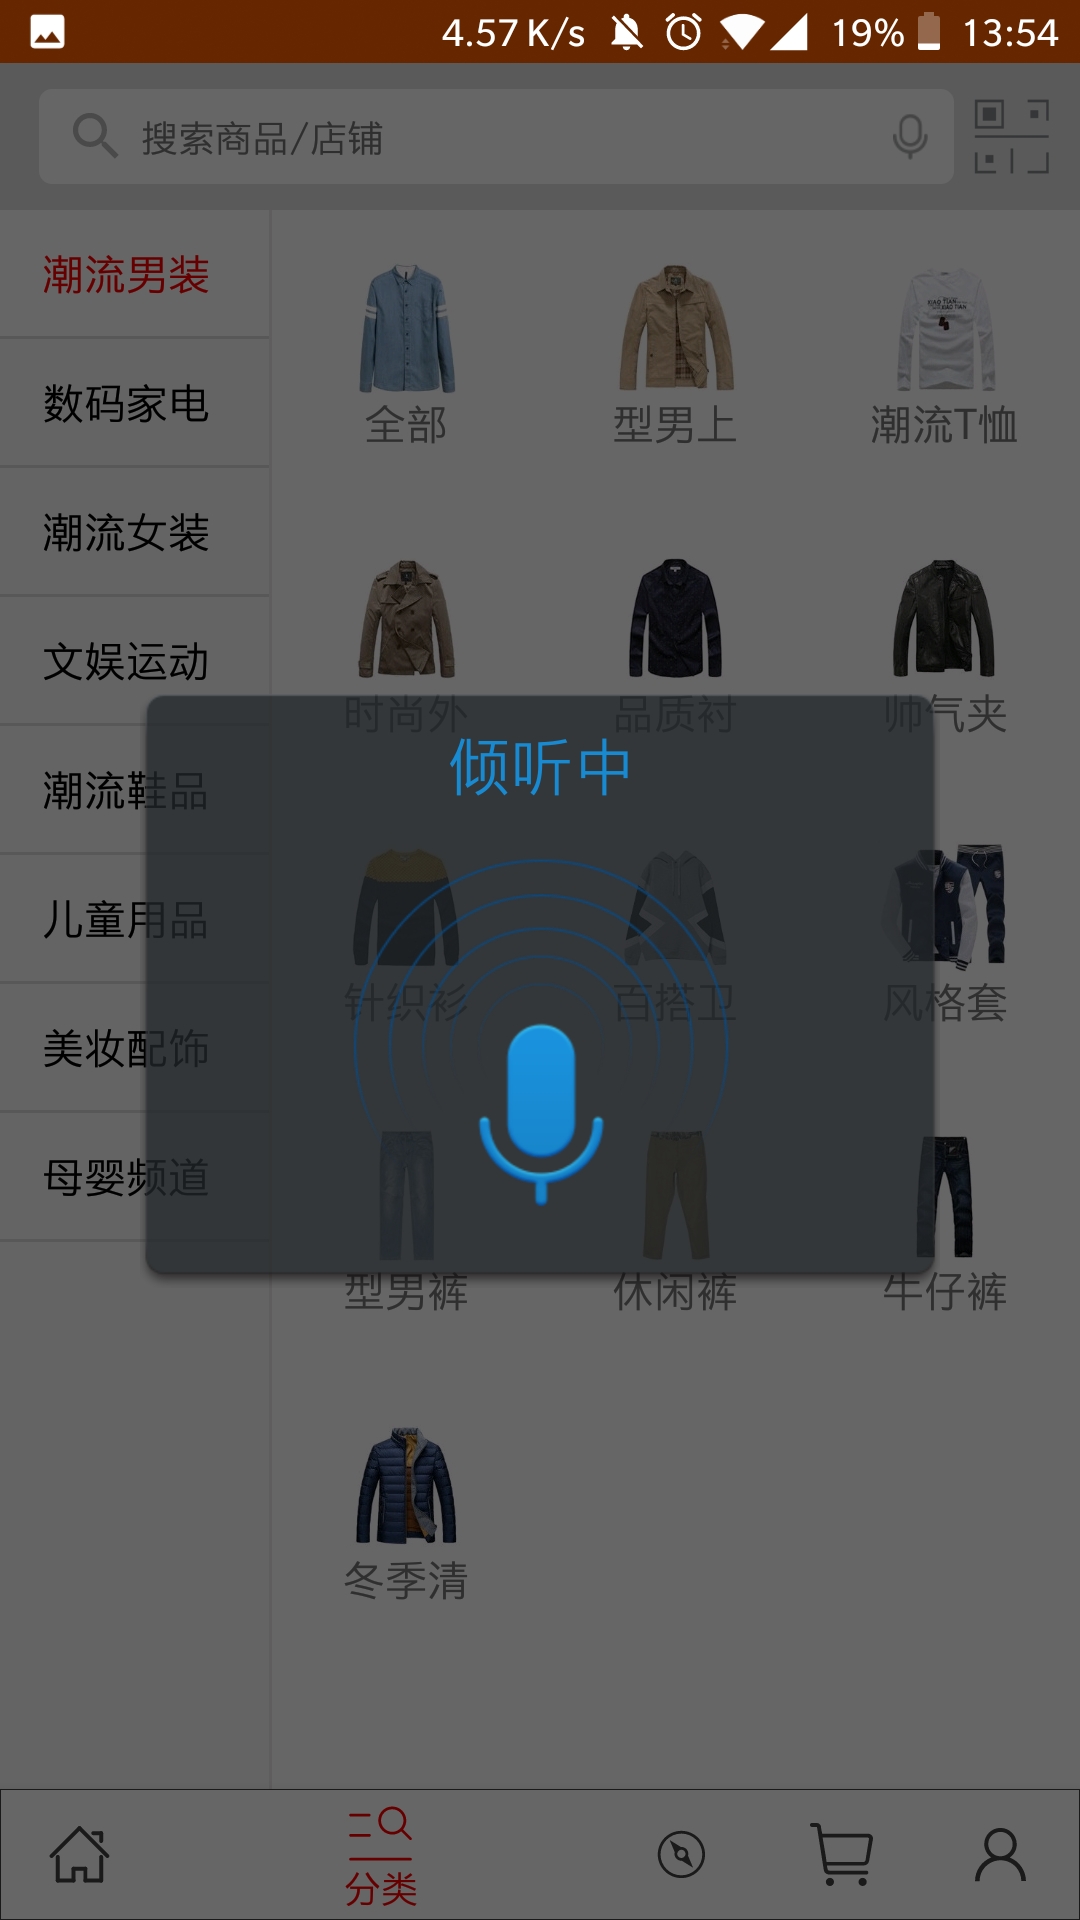 4.57 K/s 19% 13:54
搜索商品/店铺
潮流男装
数码家电
潮流女装
文娱运动
潮流鞋品
儿童用品
美妆配饰
母婴频道
全部 型男上 潮流T恤
时尚外 品质衬 帅气夹
倾听中
针织衫 百搭卫 风格套
型男裤 休闲裤 牛仔裤
冬季清
分类